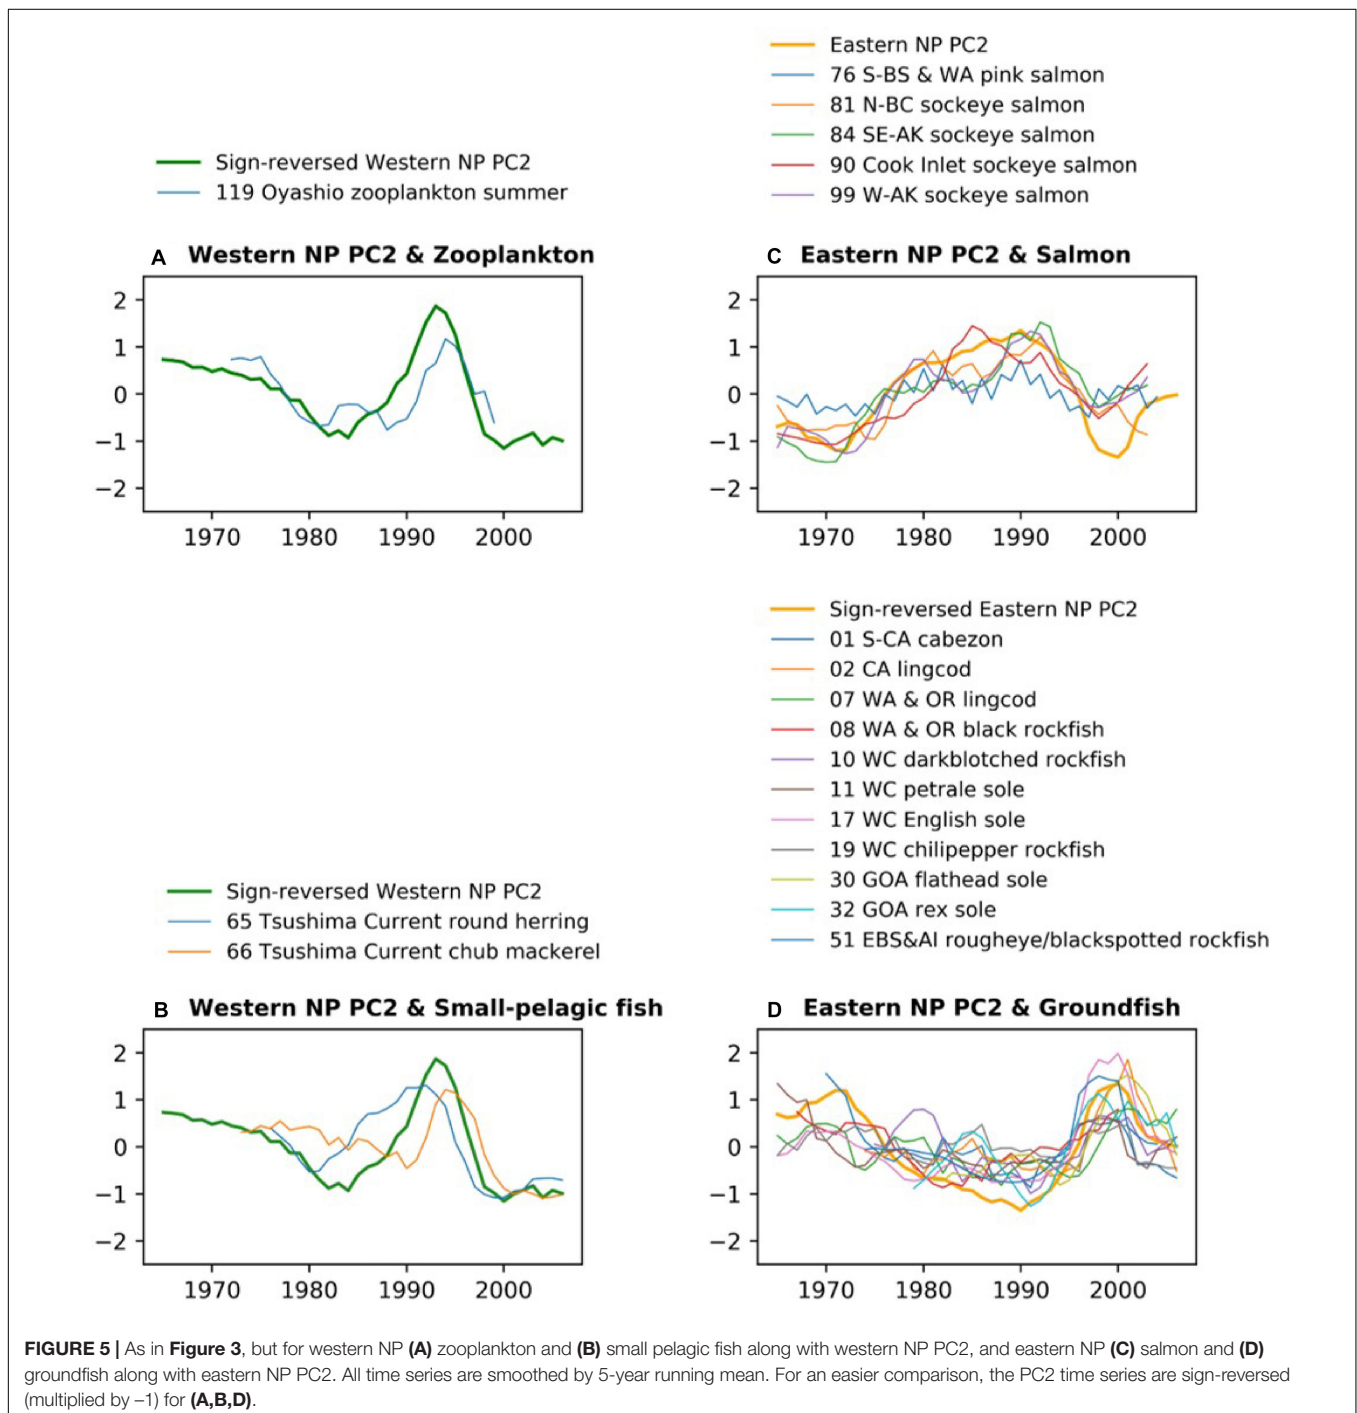 Sign-reversed Western NP PC2
119 Oyashio zooplankton summer
A Western NP PC2 & Zooplankton
2
1
0
−1
−2
1970 1980 1990 2000
Eastern NP PC2
76 S-BS & WA pink salmon
81 N-BC sockeye salmon
84 SE-AK sockeye salmon
90 Cook Inlet sockeye salmon
99 W-AK sockeye salmon
C Eastern NP PC2 & Salmon
2
1
0
−1
−2
1970 1980 1990 2000
Sign-reversed Western NP PC2
65 Tsushima Current round herring
66 Tsushima Current chub mackerel
B Western NP PC2 & Small-pelagic fish
2
1
0
−1
−2
1970 1980 1990 2000
Sign-reversed Eastern NP PC2
01 S-CA cabezon
02 CA lingcod
07 WA & OR lingcod
08 WA & OR black rockfish
10 WC darkblotched rockfish
11 WC petrale sole
17 WC English sole
19 WC chilipepper rockfish
30 GOA flathead sole
32 GOA rex sole
51 EBS&AI rougheye/blackspotted rockfish
D Eastern NP PC2 & Groundfish
2
1
0
−1
−2
1970 1980 1990 2000
FIGURE 5 | As in Figure 3, but for western NP (A) zooplankton and (B) small pelagic fish along with western NP PC2, and eastern NP (C) salmon and (D)
groundfish along with eastern NP PC2. All time series are smoothed by 5-year running mean. For an easier comparison, the PC2 time series are sign-reversed
(multiplied by –1) for (A,B,D).